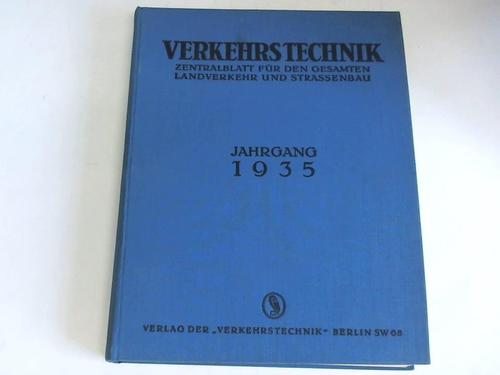 VERKEHRSTECHNIK
ZENTRALBLATT FÜR DEN GESAMTEN
LANDVERKEHR UND STRASSENBAU
JAHRGANG
1935
VERLAG DER „VERKEHRSTECHNIK" BERLIN SW 68